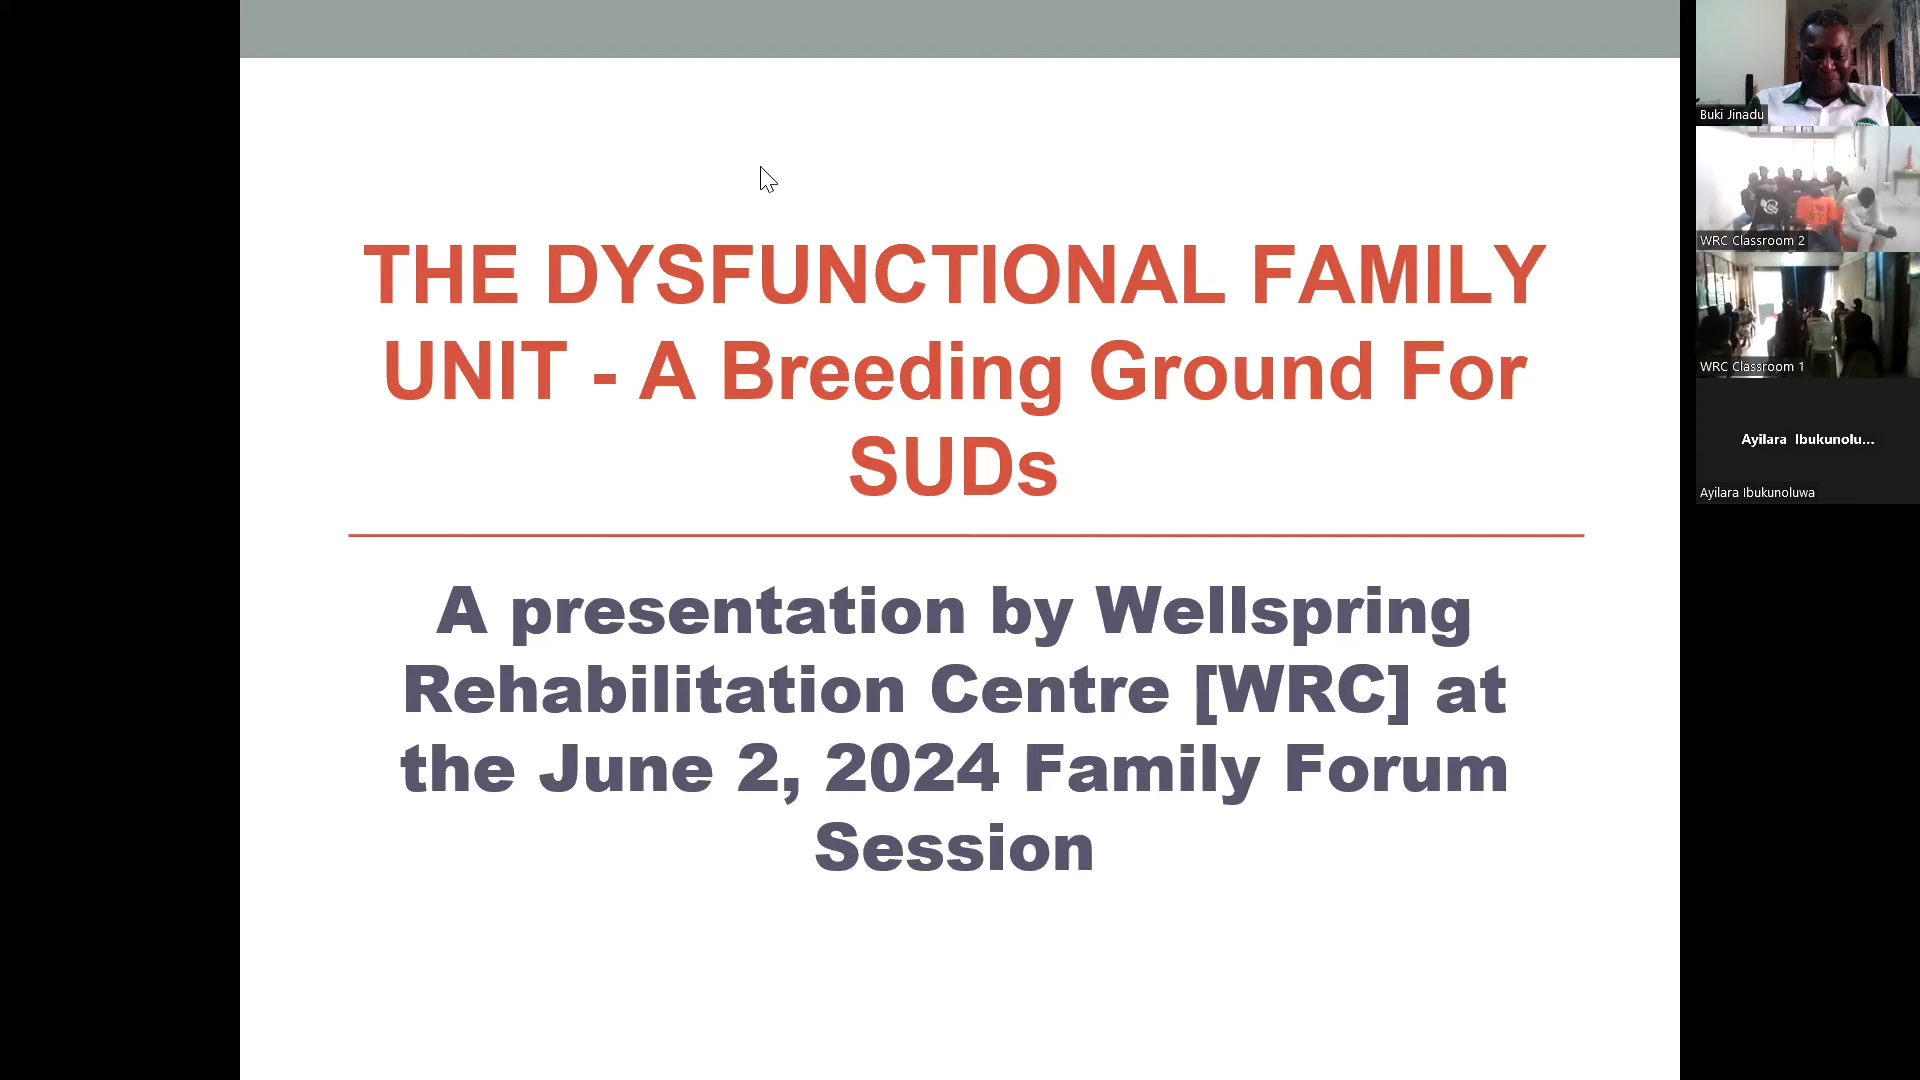 THE DYSFUNCTIONAL FAMILY
UNIT - A Breeding Ground For
SUDs
A presentation by Wellspring
Rehabilitation Centre [WRC] at
the June 2, 2024 Family Forum
Session
Buki Jinadu
WRC Classroom 2
WRC Classroom 1
Ayilara Ibukunolu...
Ayilara Ibukunoluwa